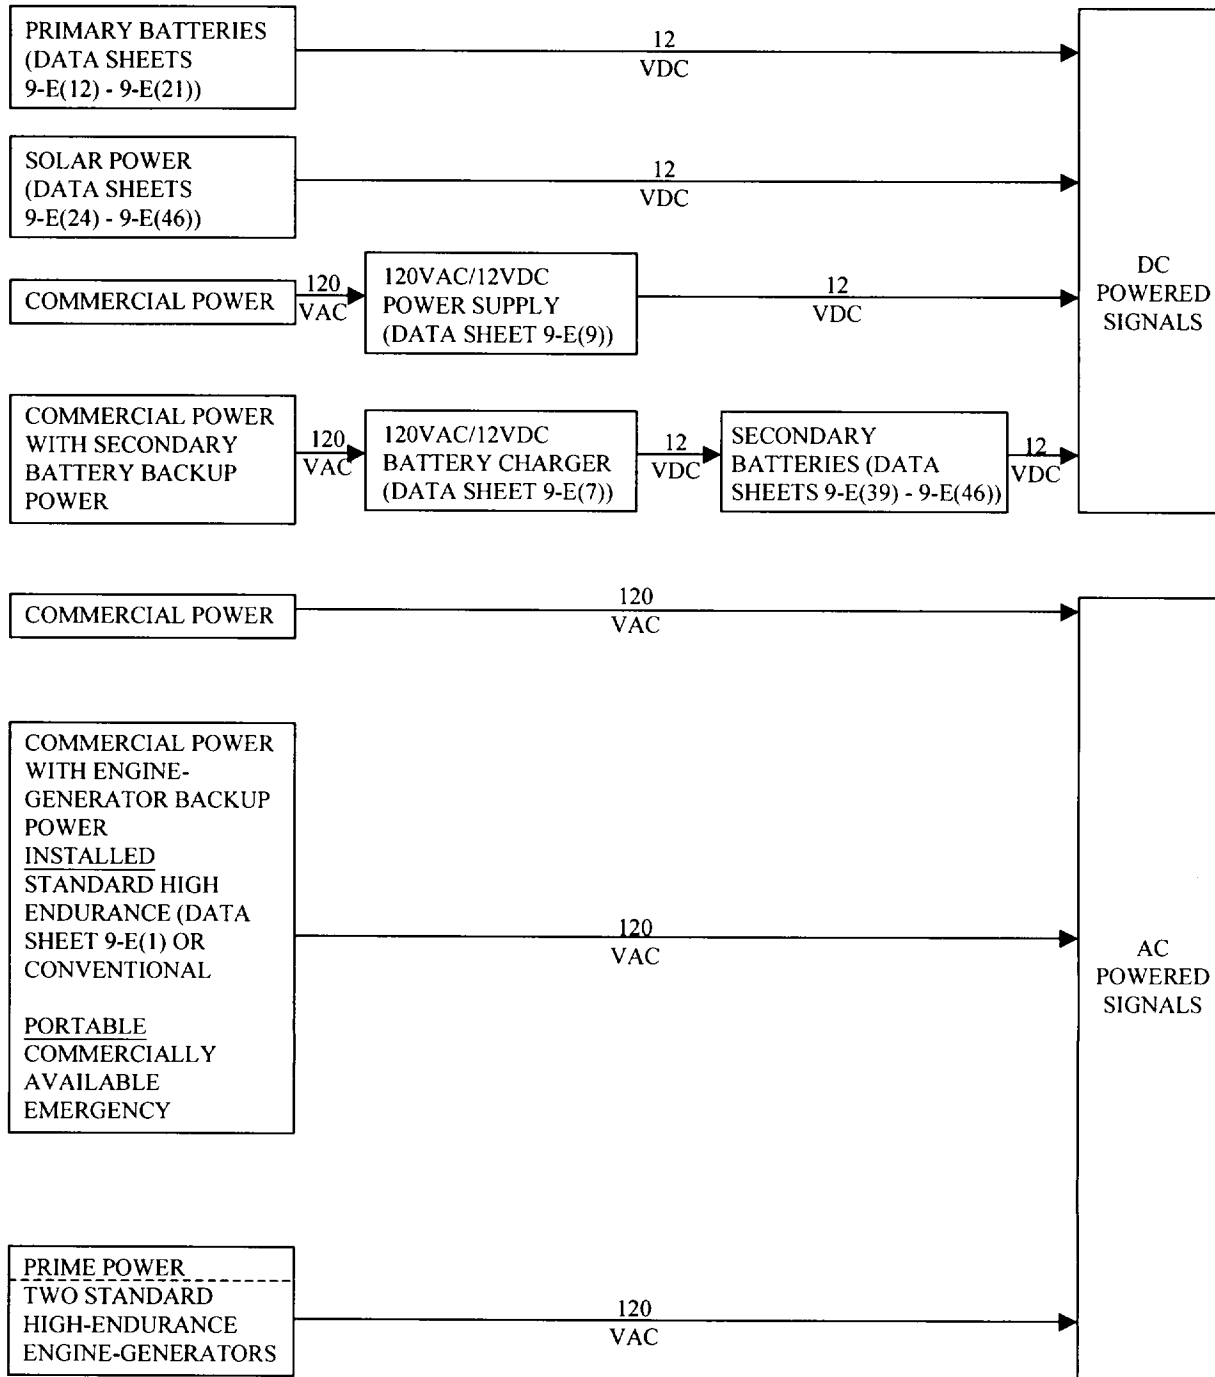 PRIMARY BATTERIES
(DATA SHEETS
9-E(12) - 9-E(21))
12
VDC
SOLAR POWER
(DATA SHEETS
9-E(24) - 9-E(46))
12
VDC
COMMERCIAL POWER
120
VAC
120VAC/12VDC
POWER SUPPLY
(DATA SHEET 9-E(9))
12
VDC
DC
POWERED
SIGNALS
COMMERCIAL POWER
WITH SECONDARY
BATTERY BACKUP
POWER
120
VAC
120VAC/12VDC
BATTERY CHARGER
(DATA SHEET 9-E(7))
12
VDC
SECONDARY
BATTERIES (DATA
SHEETS 9-E(39) - 9-E(46))
12
VDC
COMMERCIAL POWER
120
VAC
COMMERCIAL POWER
WITH ENGINE-
GENERATOR BACKUP
POWER
INSTALLED
STANDARD HIGH
ENDURANCE (DATA
SHEET 9-E(1) OR
CONVENTIONAL
PORTABLE
COMMERCIALLY
AVAILABLE
EMERGENCY
120
VAC
AC
POWERED
SIGNALS
PRIME POWER
TWO STANDARD
HIGH-ENDURANCE
ENGINE-GENERATORS
120
VAC